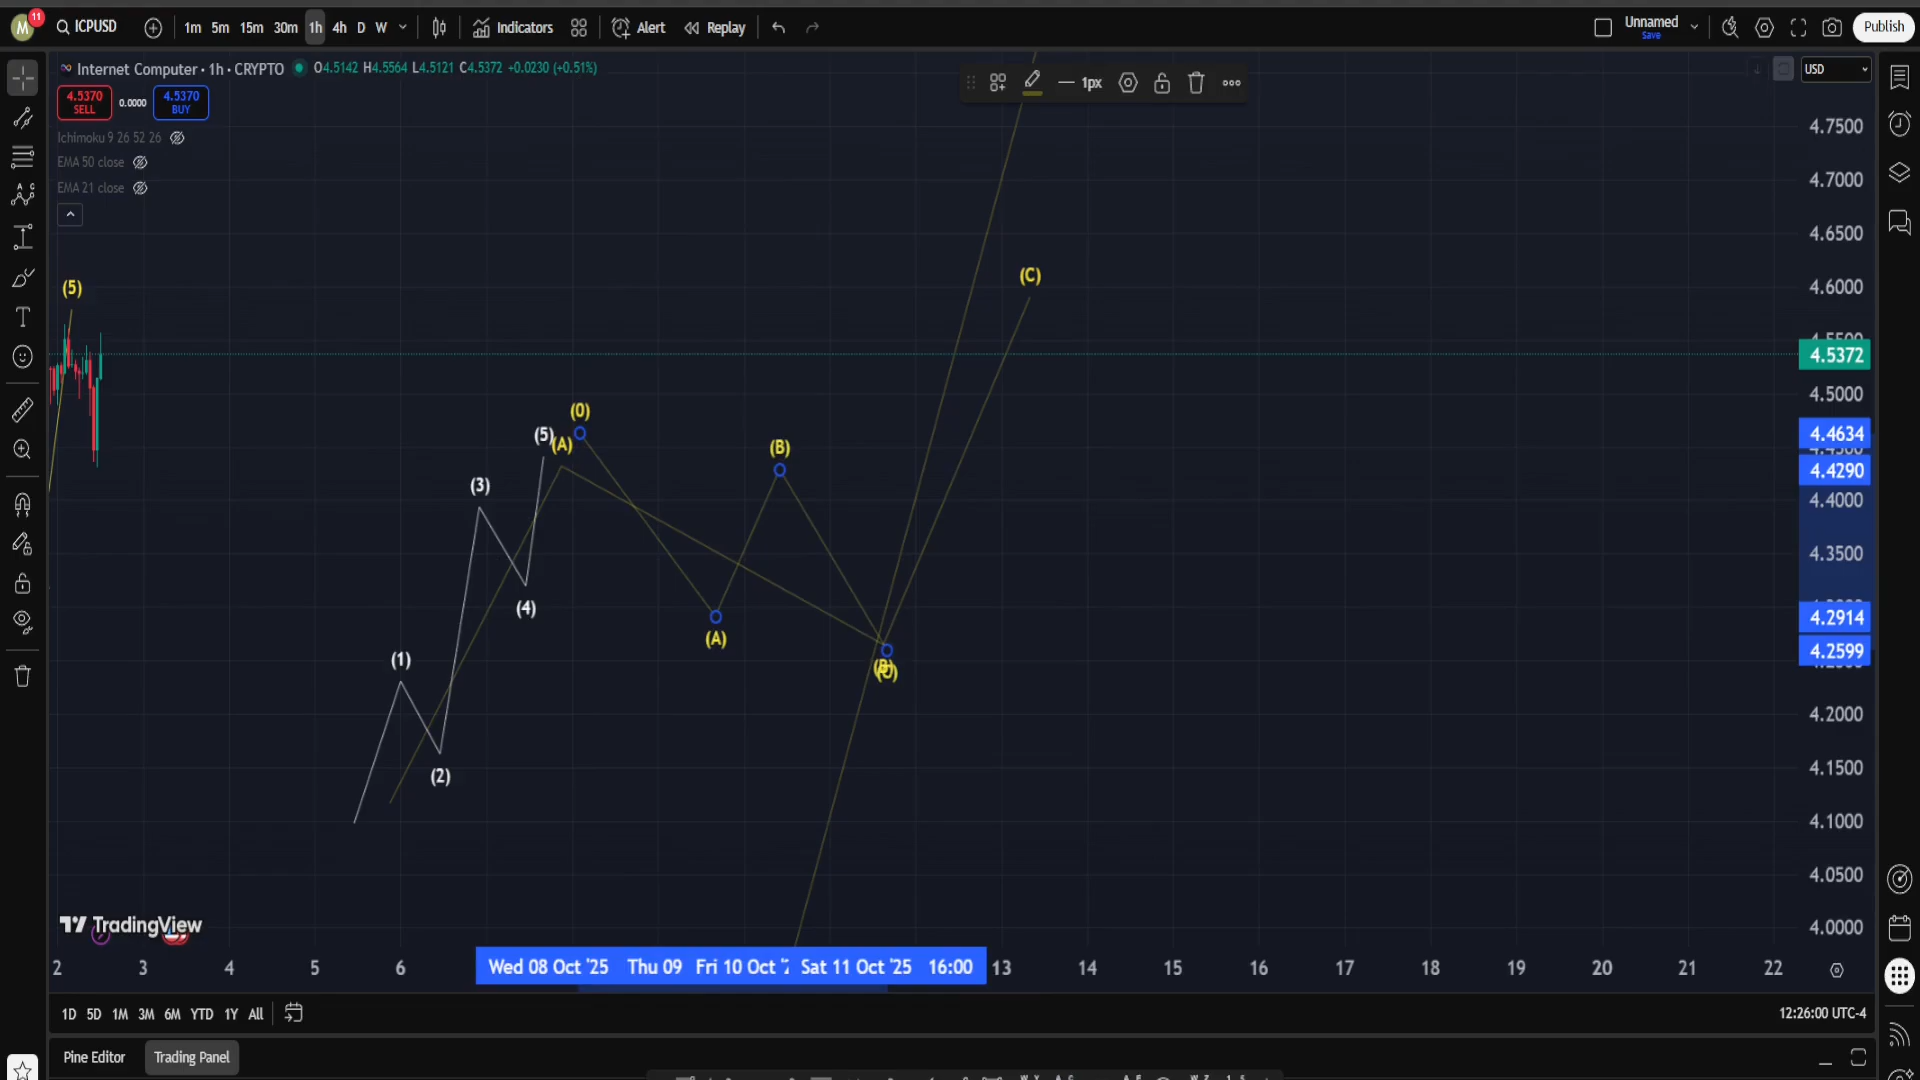 M 11 ICPUSD 1m 5m 15m 30m 1h 4h D W Indicators Alert Replay Unnamed Save Publish
Internet Computer · 1h · CRYPTO O4.5142 H4.5564 L4.5121 C4.5372 +0.0230 (+0.51%)
1px
USD
4.5370 SELL 0.0000 4.5370 BUY
Ichimoku 9 26 52 26
EMA 50 close
EMA 21 close
4.7500
4.7000
4.6500
4.6000
4.5372
4.5000
4.4634
4.4290
4.4000
4.3500
4.2914
4.2599
4.2000
4.1500
4.1000
4.0500
4.0000
(5)
(C)
(0)
(5)
(A)
(B)
(3)
(4)
(A)
(1)
(2)
TradingView
2 3 4 5 6 Wed 08 Oct '25 Thu 09 Fri 10 Oct Sat 11 Oct '25 16:00 13 14 15 16 17 18 19 20 21 22
1D 5D 1M 3M 6M YTD 1Y All
12:26:00 UTC-4
Pine Editor Trading Panel